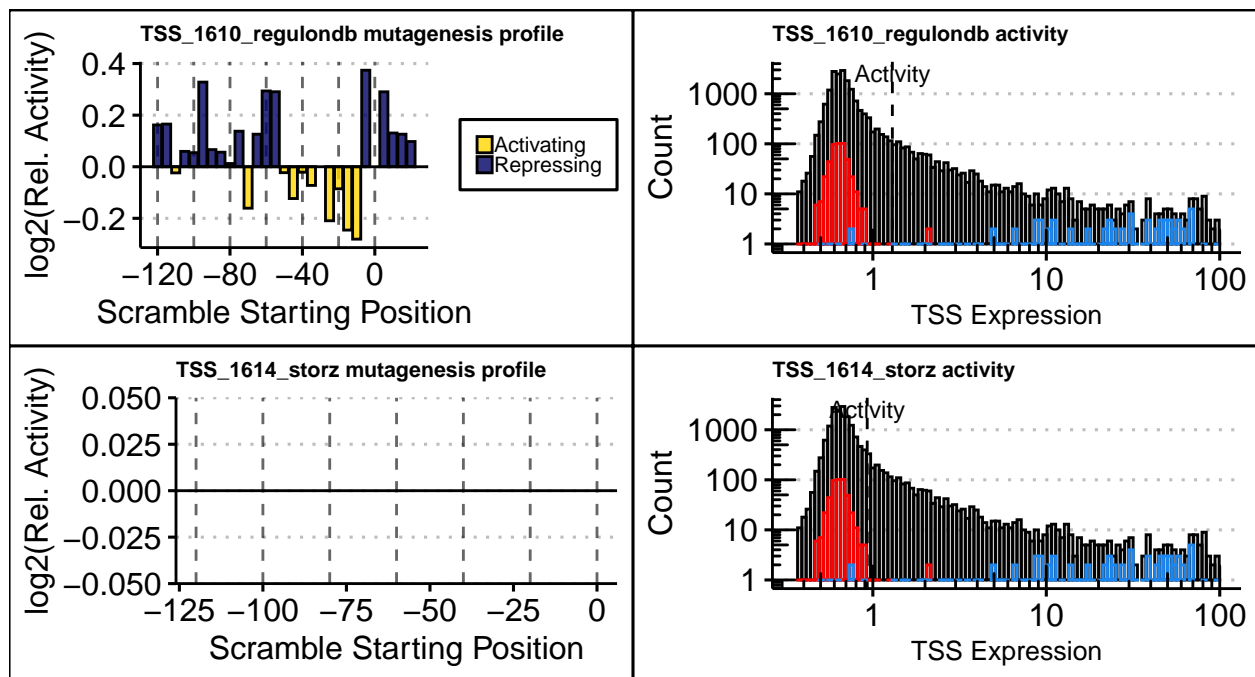 TSS_1610_regulondb mutagenesis profile
log2(Rel. Activity)
0.4
0.2
0.0
−0.2
−120
−80
−40
0
Scramble Starting Position
Activating
Repressing
TSS_1610_regulondb activity
Activity
Count
1000
100
10
1
1
10
100
TSS Expression
TSS_1614_storz mutagenesis profile
log2(Rel. Activity)
0.050
0.025
0.000
−0.025
−0.050
−125
−100
−75
−50
−25
0
Scramble Starting Position
TSS_1614_storz activity
Activity
Count
1000
100
10
1
1
10
100
TSS Expression